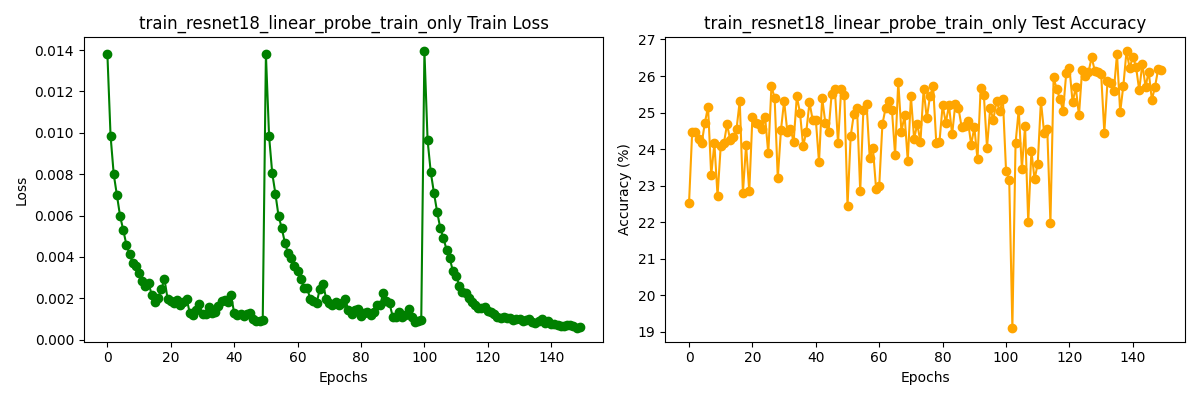 train_resnet18_linear_probe_train_only Train Loss
0.014
0.012
0.010
0.008
0.006
0.004
0.002
0.000
Loss
0 20 40 60 80 100 120 140
Epochs
train_resnet18_linear_probe_train_only Test Accuracy
27
26
25
24
23
22
21
20
19
Accuracy (%)
0 20 40 60 80 100 120 140
Epochs